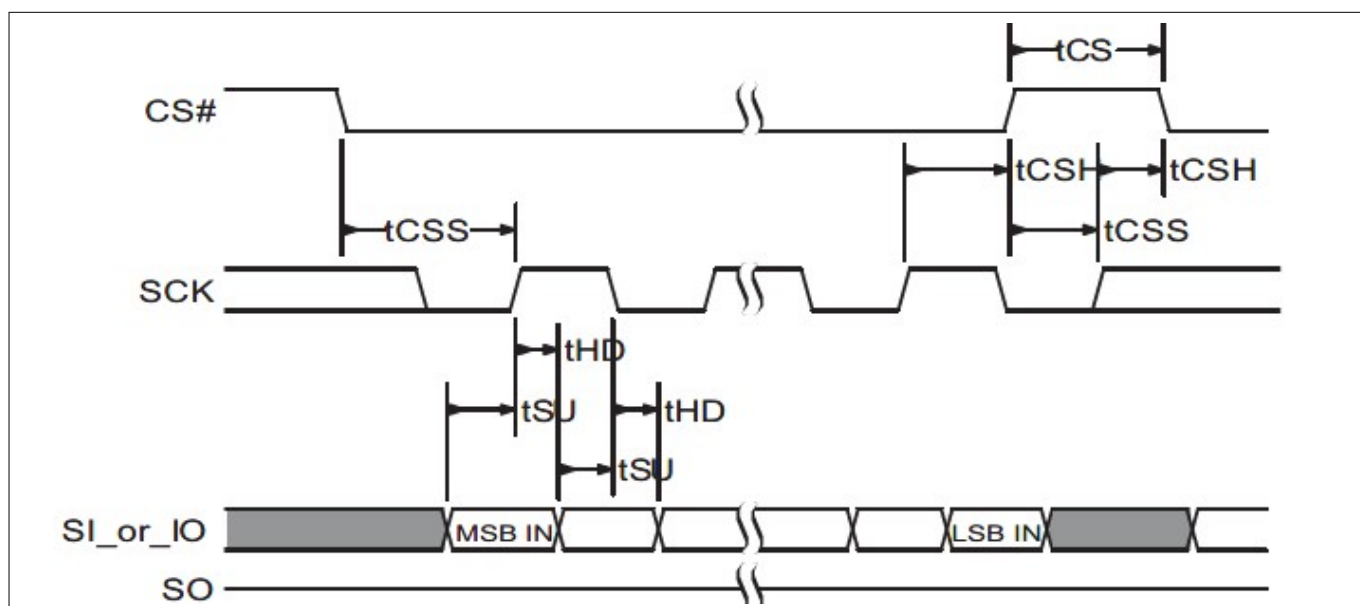 tCS
CS#
tCSH tCSH
tCSS tCSS
SCK
tHD
tSU tHD
tSU
SI_or_IO MSB IN LSB IN
SO